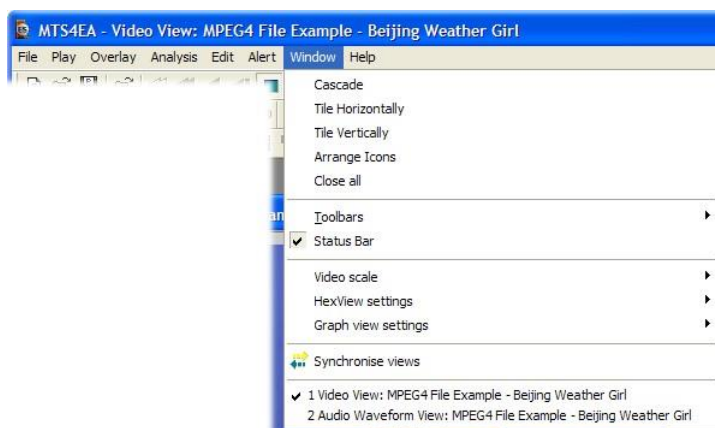 MTS4EA - Video View: MPEG4 File Example - Beijing Weather Girl
File Play Overlay Analysis Edit Alert Window Help
Cascade
Tile Horizontally
Tile Vertically
Arrange Icons
Close all
Toolbars
Status Bar
Video scale
HexView settings
Graph view settings
Synchronise views
1 Video View: MPEG4 File Example - Beijing Weather Girl
2 Audio Waveform View: MPEG4 File Example - Beijing Weather Girl